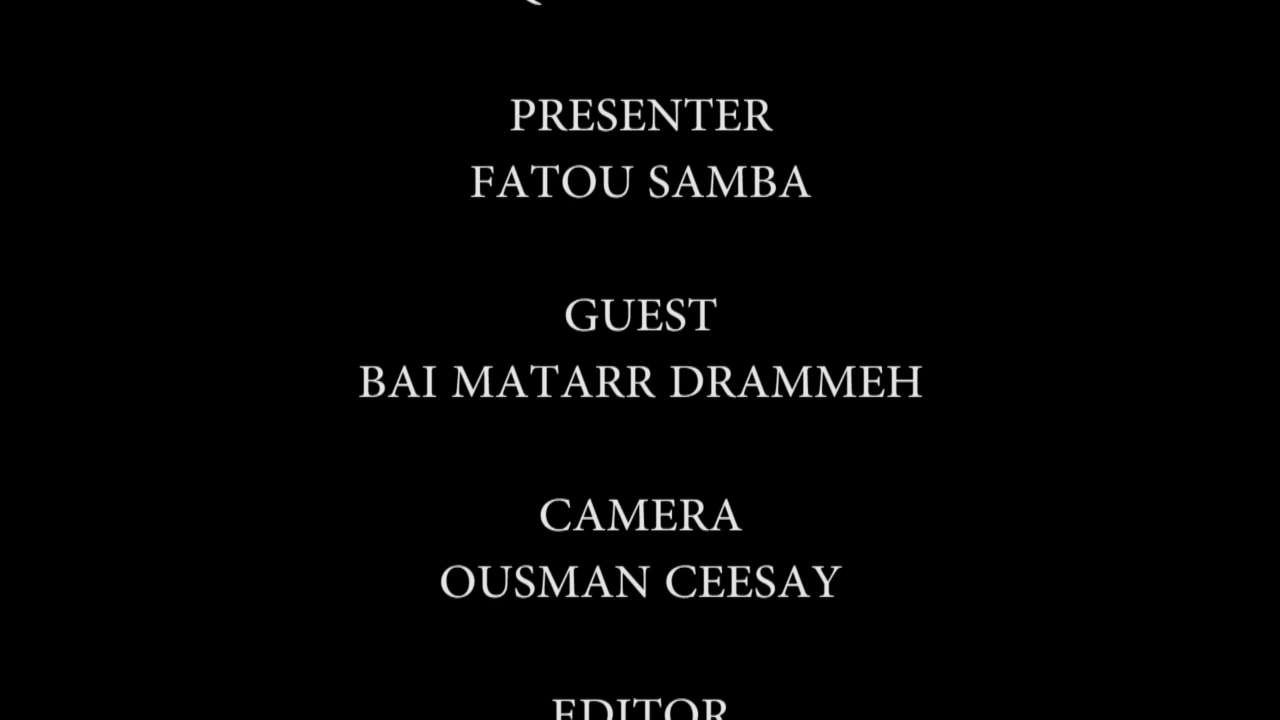 PRESENTER
FATOU SAMBA
GUEST
BAI MATARR DRAMMEH
CAMERA
OUSMAN CEESAY
EDITOR